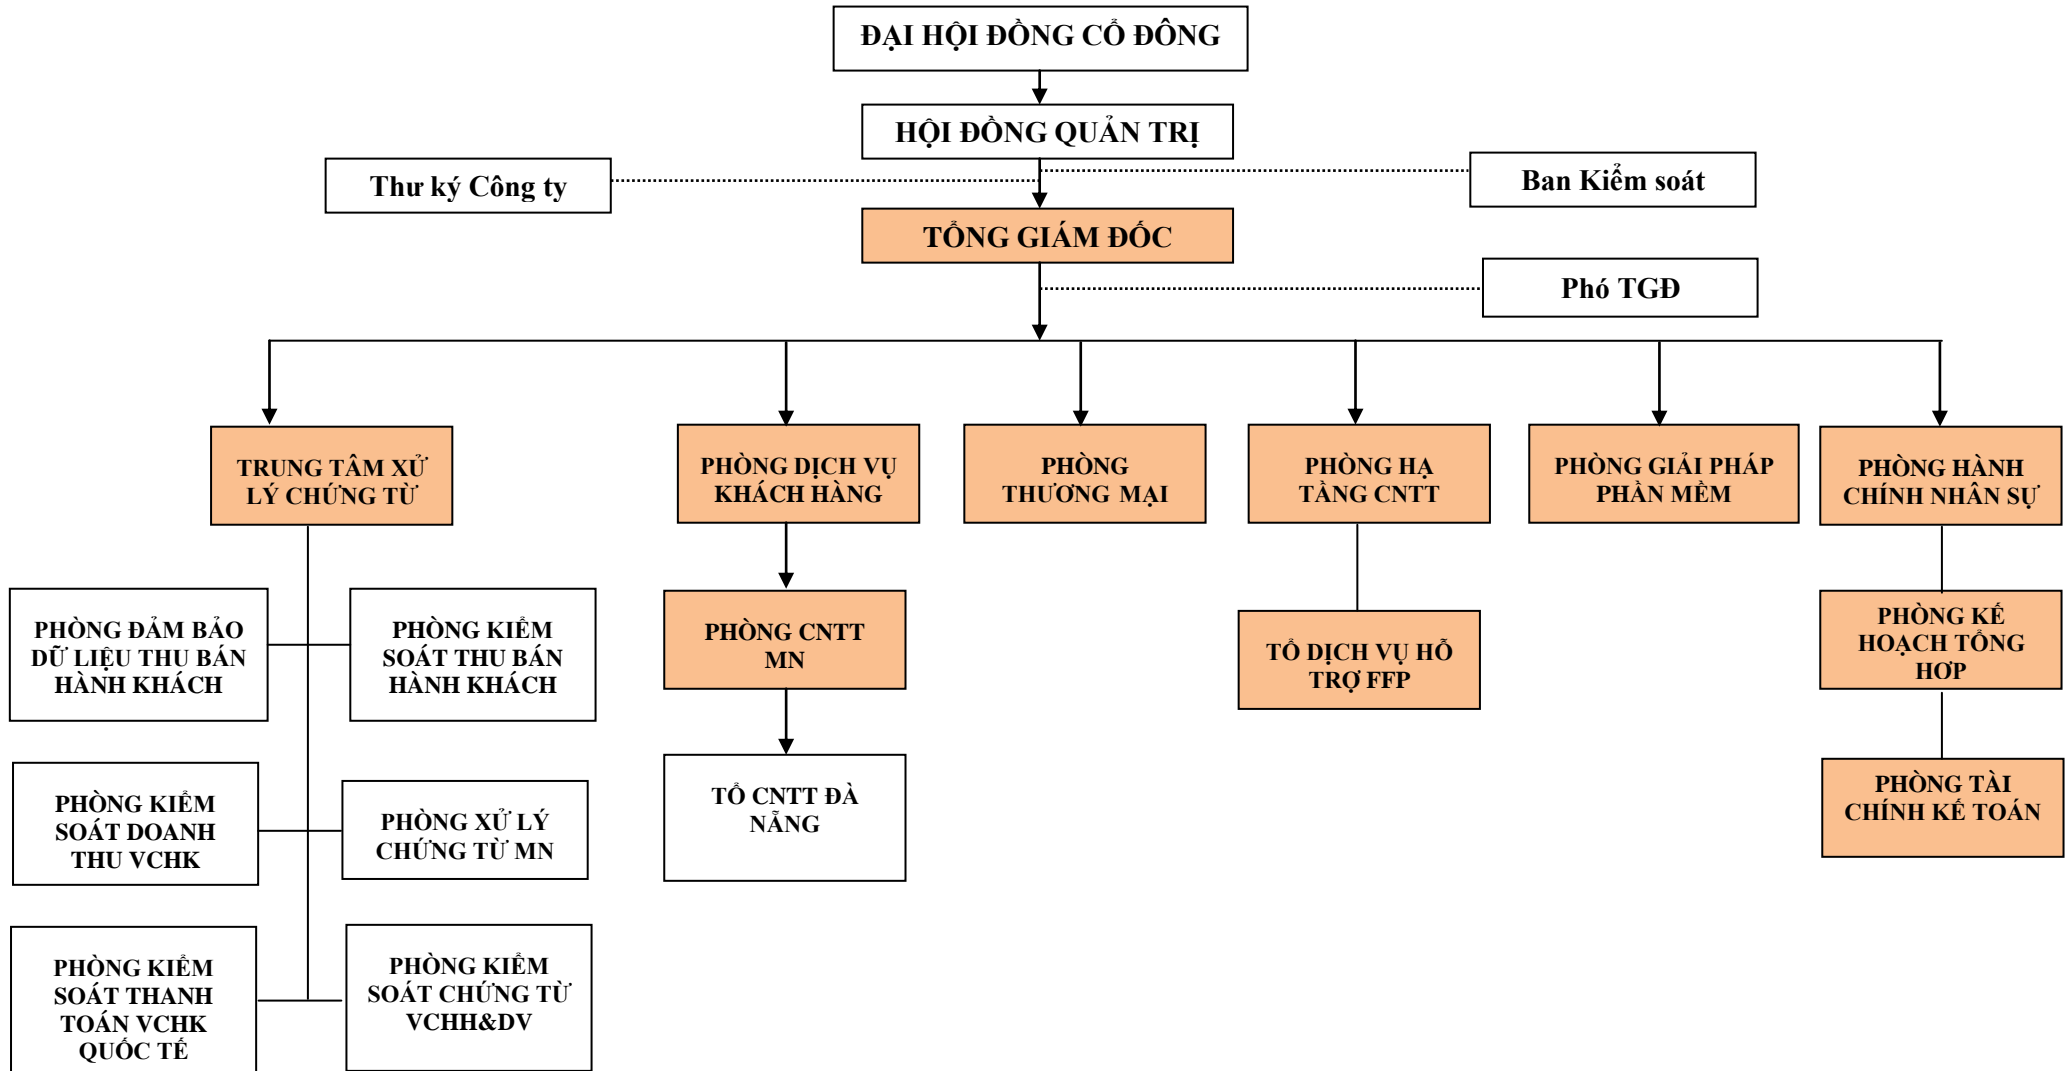 ĐẠI HỘI ĐỒNG CỔ ĐÔNG
HỘI ĐỒNG QUẢN TRỊ
Thư ký Công ty
Ban Kiểm soát
TỔNG GIÁM ĐỐC
Phó TGĐ
TRUNG TÂM XỬ
LÝ CHỨNG TỪ
PHÒNG DỊCH VỤ
KHÁCH HÀNG
PHÒNG
THƯƠNG MẠI
PHÒNG HẠ
TẦNG CNTT
PHÒNG GIẢI PHÁP
PHẦN MỀM
PHÒNG HÀNH
CHÍNH NHÂN SỰ
PHÒNG ĐẢM BẢO
DỮ LIỆU THU BÁN
HÀNH KHÁCH
PHÒNG KIỂM
SOÁT THU BÁN
HÀNH KHÁCH
PHÒNG CNTT
MN
TỔ DỊCH VỤ HỖ
TRỢ FFP
PHÒNG KẾ
HOẠCH TỔNG
HƠP
PHÒNG KIỂM
SOÁT DOANH
THU VCHK
PHÒNG XỬ LÝ
CHỨNG TỪ MN
TỔ CNTT ĐÀ
NẴNG
PHÒNG TÀI
CHÍNH KẾ TOÁN
PHÒNG KIỂM
SOÁT THANH
TOÁN VCHK
QUỐC TẾ
PHÒNG KIỂM
SOÁT CHỨNG TỪ
VCHH&DV